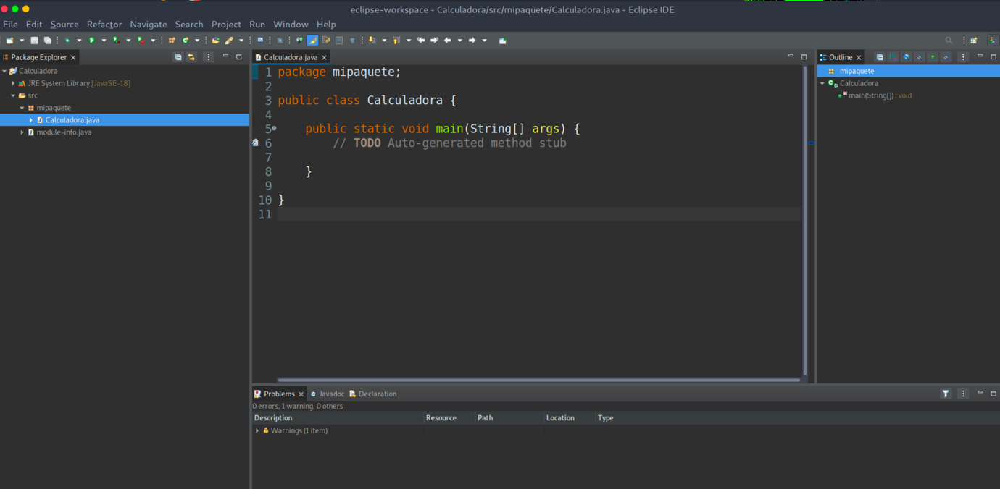 eclipse-workspace - Calculadora/src/mipaquete/Calculadora.java - Eclipse IDE
File Edit Source Refactor Navigate Search Project Run Window Help
Package Explorer
Calculadora
JRE System Library [JavaSE-18]
src
mipaquete
Calculadora.java
module-info.java
Calculadora.java
1 package mipaquete;
2
3 public class Calculadora {
4
5 public static void main(String[] args) {
6 // TODO Auto-generated method stub
7
8 }
9
10 }
11
Outline
mipaquete
Calculadora
main(String[]) : void
Problems Javadoc Declaration
0 errors, 1 warning, 0 others
Description Resource Path Location Type
Warnings (1 item)